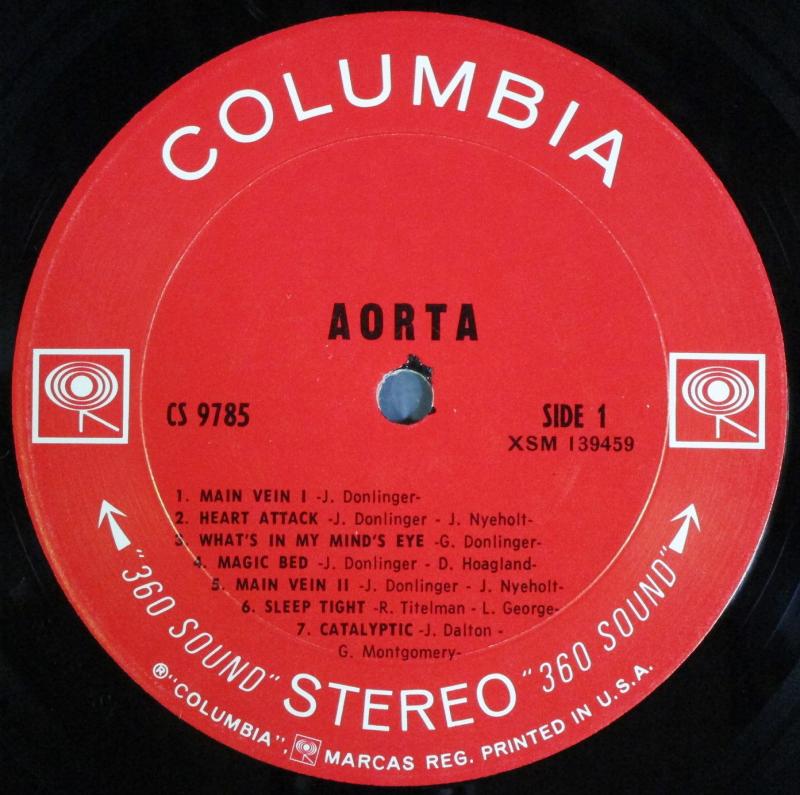 COLUMBIA
AORTA
CS 9785
SIDE 1
XSM 139459
1. MAIN VEIN I -J. Donlinger-
2. HEART ATTACK -J. Donlinger - J. Nyeholt-
3. WHAT'S IN MY MIND'S EYE -G. Donlinger-
4. MAGIC BED -J. Donlinger - D. Hoagland-
5. MAIN VEIN II -J. Donlinger - J. Nyeholt-
6. SLEEP TIGHT -R. Titelman - L. George-
7. CATALYPTIC -J. Dalton -
G. Montgomery-
"360 SOUND" STEREO "360 SOUND"
® "COLUMBIA", MARCAS REG. PRINTED IN U.S.A.